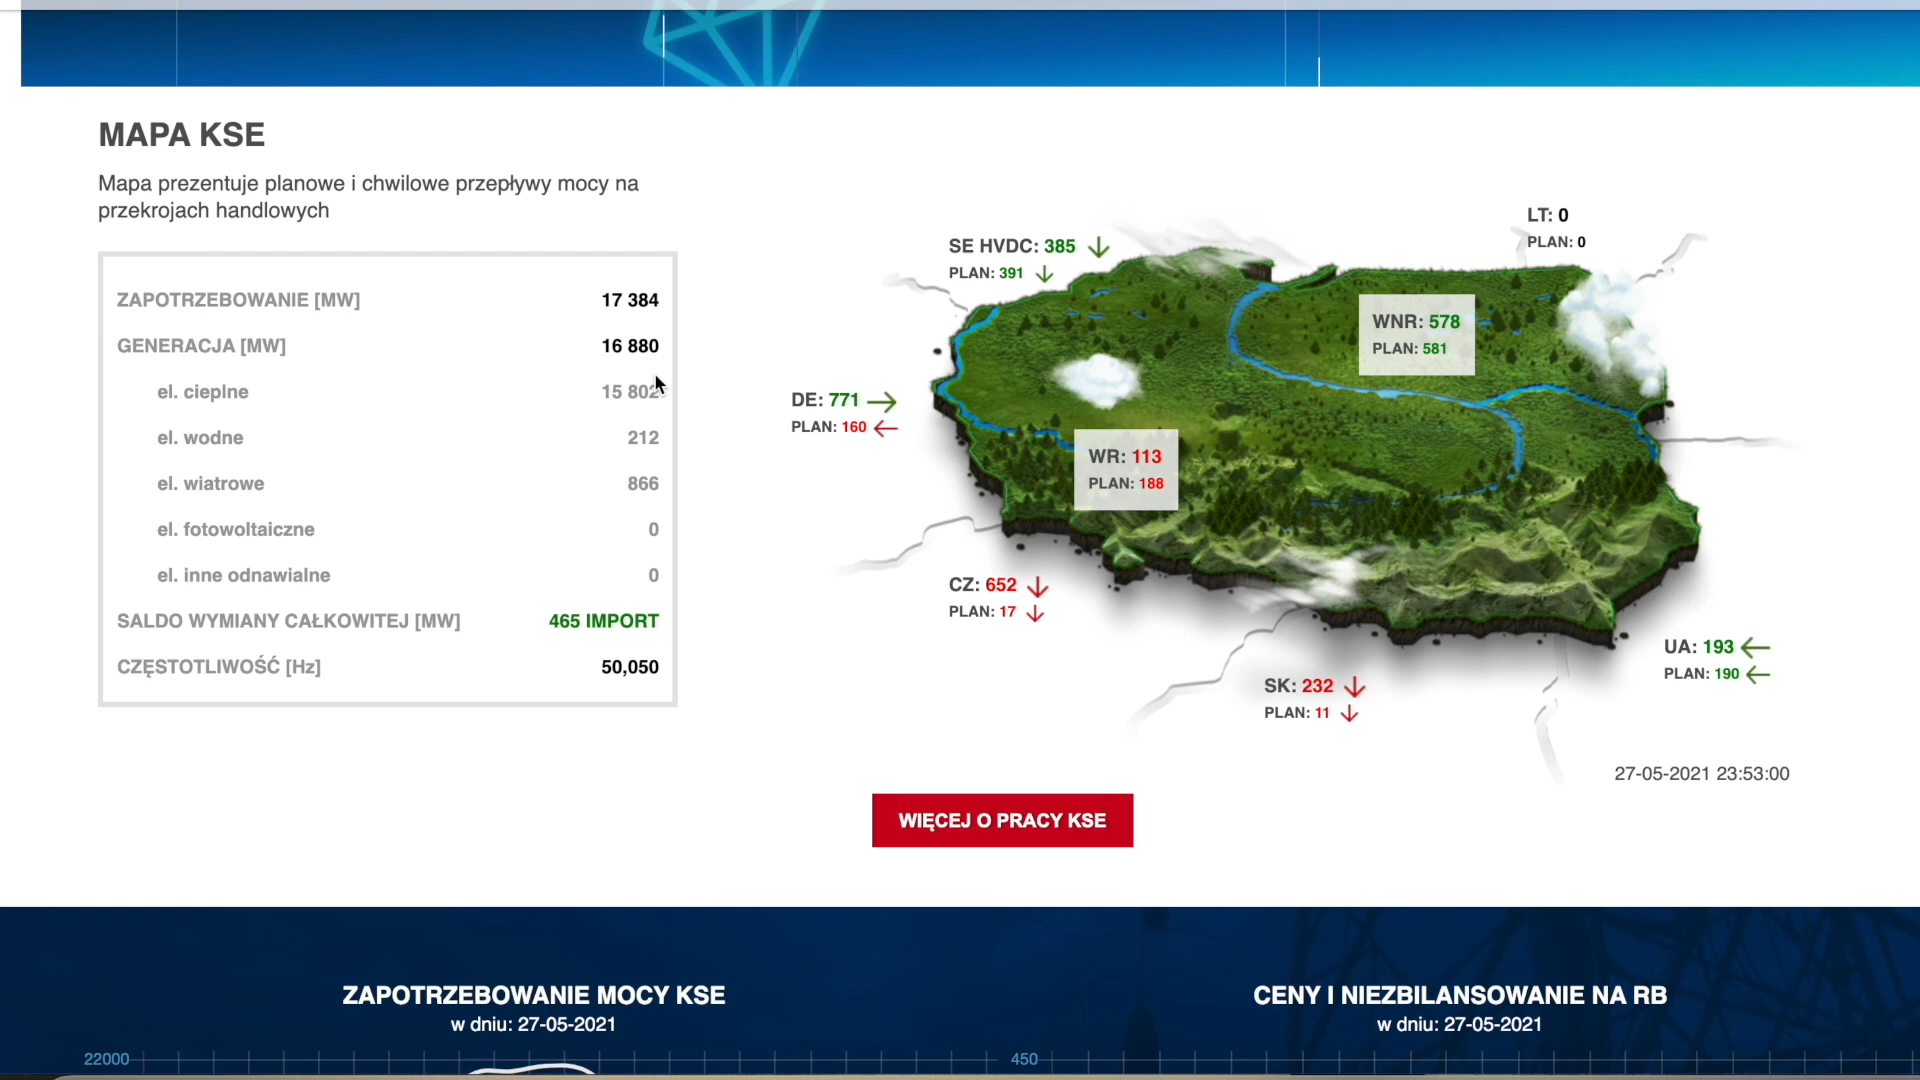 MAPA KSE
Mapa prezentuje planowe i chwilowe przepływy mocy na
przekrojach handlowych
ZAPOTRZEBOWANIE [MW] 17 384
GENERACJA [MW] 16 880
el. cieplne 15 802
el. wodne 212
el. wiatrowe 866
el. fotowoltaiczne 0
el. inne odnawialne 0
SALDO WYMIANY CAŁKOWITEJ [MW] 465 IMPORT
CZĘSTOTLIWOŚĆ [Hz] 50,050
LT: 0
PLAN: 0
SE HVDC: 385
PLAN: 391
WNR: 578
PLAN: 581
DE: 771
PLAN: 160
WR: 113
PLAN: 188
CZ: 652
PLAN: 17
UA: 193
PLAN: 190
SK: 232
PLAN: 11
27-05-2021 23:53:00
WIĘCEJ O PRACY KSE
ZAPOTRZEBOWANIE MOCY KSE
w dniu: 27-05-2021
22000
CENY I NIEZBILANSOWANIE NA RB
w dniu: 27-05-2021
450